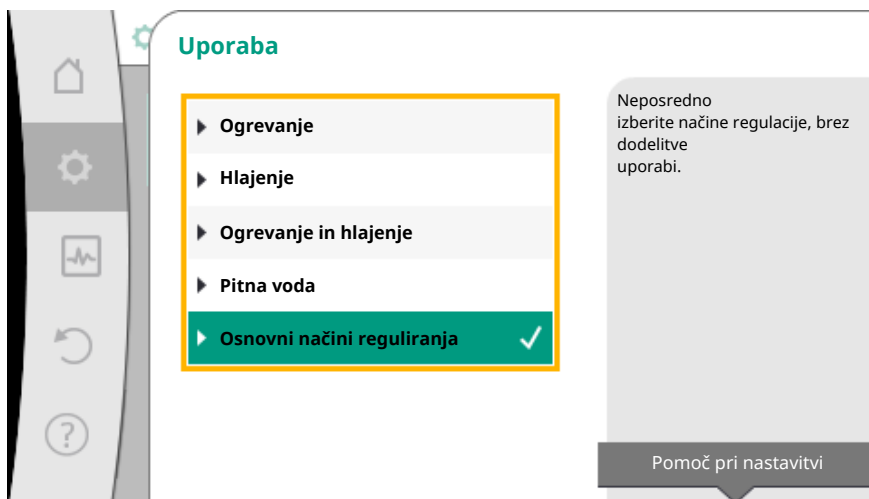 Uporaba
Ogrevanje
Hlajenje
Ogrevanje in hlajenje
Pitna voda
Osnovni načini reguliranja
Neposredno
izberite načine regulacije, brez
dodelitve
uporabi.
Pomoč pri nastavitvi